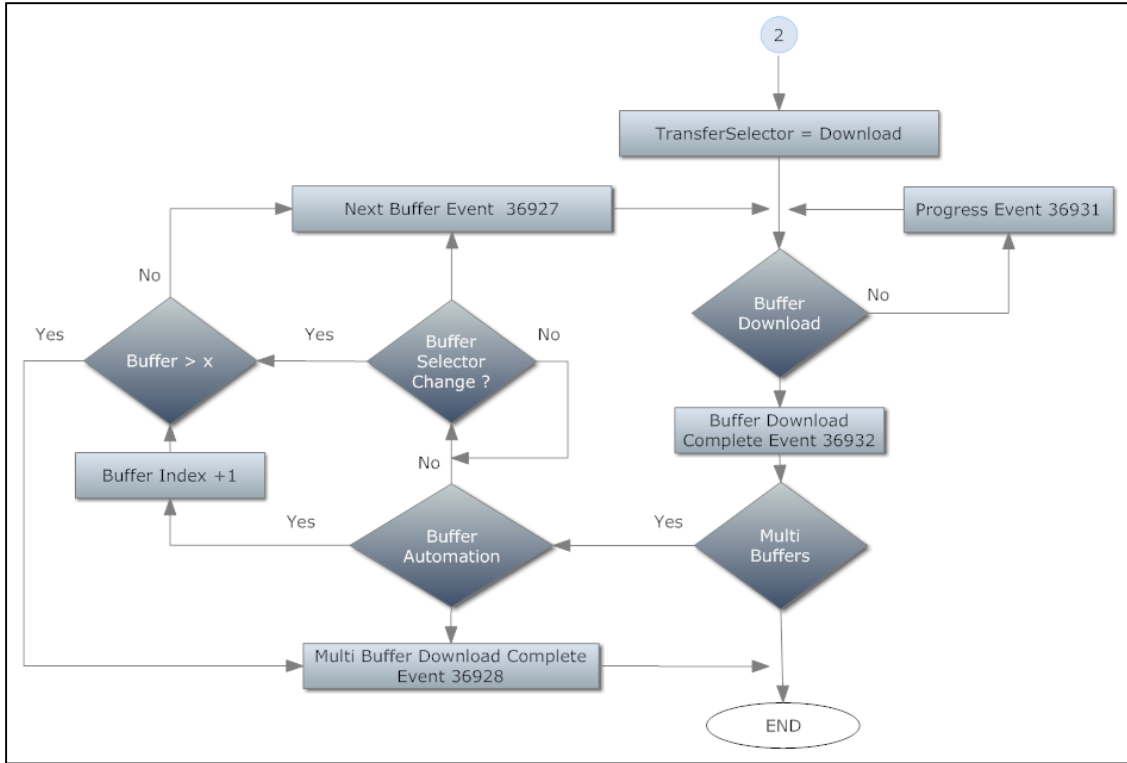 2
TransferSelector = Download
Next Buffer Event 36927
Progress Event 36931
No
Buffer
Download
No
Yes
Buffer > x
Yes
Buffer
Selector
Change ?
No
Buffer Download
Complete Event 36932
No
Buffer Index +1
Yes
Buffer
Automation
Yes
Multi
Buffers
Multi Buffer Download Complete
Event 36928
END